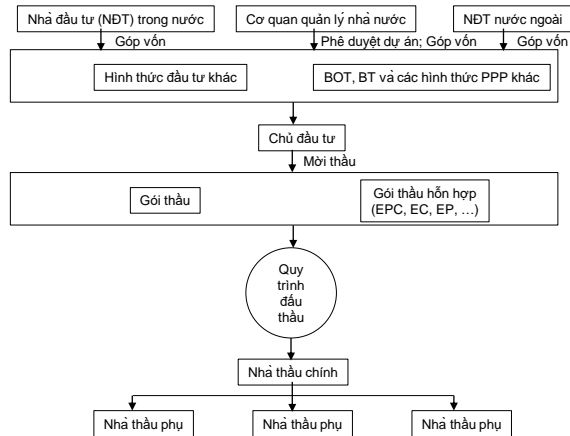 Nhà đầu tư (NĐT) trong nước
Cơ quan quản lý nhà nước
NĐT nước ngoài
Góp vốn
Phê duyệt dự án; Góp vốn
Góp vốn
Hình thức đầu tư khác
BOT, BT và các hình thức PPP khác
Chủ đầu tư
Mời thầu
Gói thầu
Gói thầu hỗn hợp
(EPC, EC, EP, …)
Quy
trình
đấu
thầu
Nhà thầu chính
Nhà thầu phụ
Nhà thầu phụ
Nhà thầu phụ